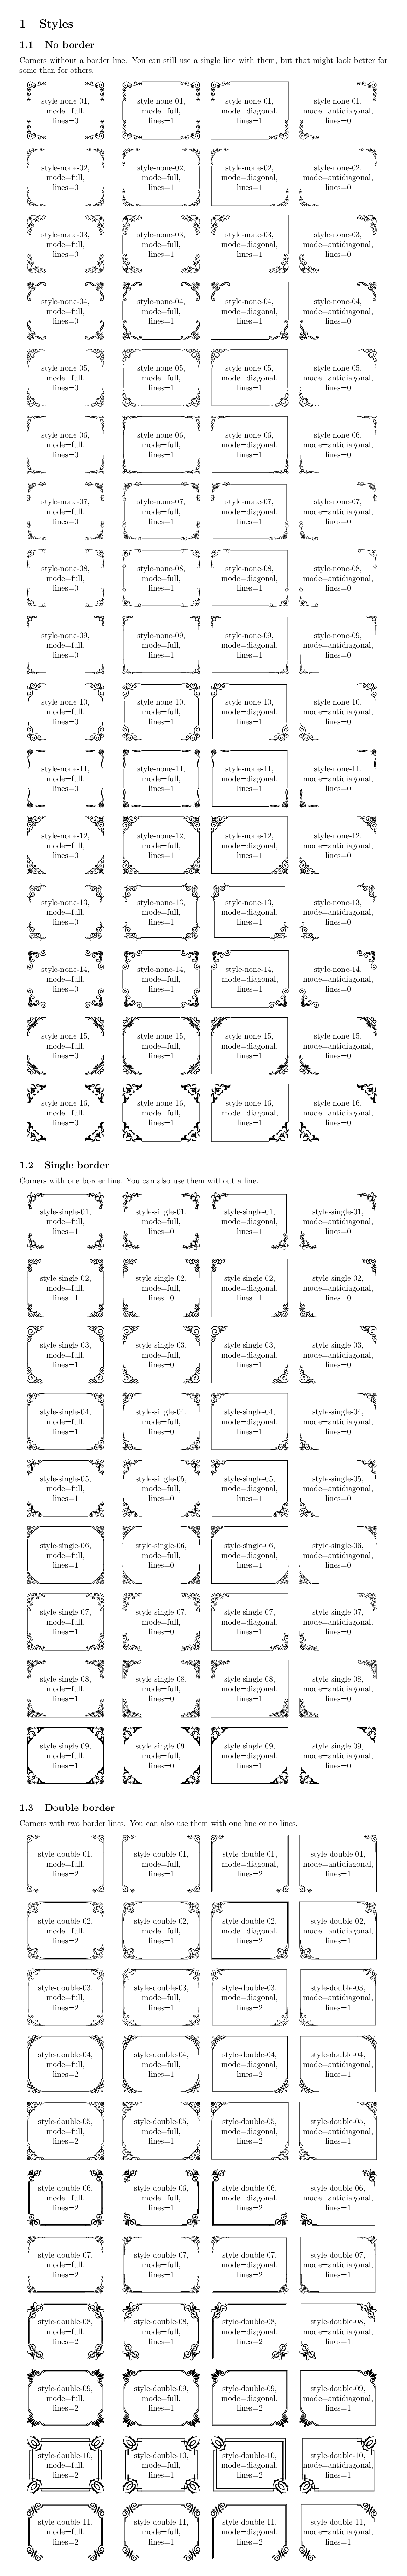 1 Styles
1.1 No border
Corners without a border line. You can still use a single line with them, but that might look better for
some than for others.
style-none-01, style-none-01, style-none-01, style-none-01,
mode=full, mode=full, mode=diagonal, mode=antidiagonal,
lines=0 lines=1 lines=1 lines=0
style-none-02, style-none-02, style-none-02, style-none-02,
mode=full, mode=full, mode=diagonal, mode=antidiagonal,
lines=0 lines=1 lines=1 lines=0
style-none-03, style-none-03, style-none-03, style-none-03,
mode=full, mode=full, mode=diagonal, mode=antidiagonal,
lines=0 lines=1 lines=1 lines=0
style-none-04, style-none-04, style-none-04, style-none-04,
mode=full, mode=full, mode=diagonal, mode=antidiagonal,
lines=0 lines=1 lines=1 lines=0
style-none-05, style-none-05, style-none-05, style-none-05,
mode=full, mode=full, mode=diagonal, mode=antidiagonal,
lines=0 lines=1 lines=1 lines=0
style-none-06, style-none-06, style-none-06, style-none-06,
mode=full, mode=full, mode=diagonal, mode=antidiagonal,
lines=0 lines=1 lines=1 lines=0
style-none-07, style-none-07, style-none-07, style-none-07,
mode=full, mode=full, mode=diagonal, mode=antidiagonal,
lines=0 lines=1 lines=1 lines=0
style-none-08, style-none-08, style-none-08, style-none-08,
mode=full, mode=full, mode=diagonal, mode=antidiagonal,
lines=0 lines=1 lines=1 lines=0
style-none-09, style-none-09, style-none-09, style-none-09,
mode=full, mode=full, mode=diagonal, mode=antidiagonal,
lines=0 lines=1 lines=1 lines=0
style-none-10, style-none-10, style-none-10, style-none-10,
mode=full, mode=full, mode=diagonal, mode=antidiagonal,
lines=0 lines=1 lines=1 lines=0
style-none-11, style-none-11, style-none-11, style-none-11,
mode=full, mode=full, mode=diagonal, mode=antidiagonal,
lines=0 lines=1 lines=1 lines=0
style-none-12, style-none-12, style-none-12, style-none-12,
mode=full, mode=full, mode=diagonal, mode=antidiagonal,
lines=0 lines=1 lines=1 lines=0
style-none-13, style-none-13, style-none-13, style-none-13,
mode=full, mode=full, mode=diagonal, mode=antidiagonal,
lines=0 lines=1 lines=1 lines=0
style-none-14, style-none-14, style-none-14, style-none-14,
mode=full, mode=full, mode=diagonal, mode=antidiagonal,
lines=0 lines=1 lines=1 lines=0
style-none-15, style-none-15, style-none-15, style-none-15,
mode=full, mode=full, mode=diagonal, mode=antidiagonal,
lines=0 lines=1 lines=1 lines=0
style-none-16, style-none-16, style-none-16, style-none-16,
mode=full, mode=full, mode=diagonal, mode=antidiagonal,
lines=0 lines=1 lines=1 lines=0
1.2 Single border
Corners with one border line. You can also use them without a line.
style-single-01, style-single-01, style-single-01, style-single-01,
mode=full, mode=full, mode=diagonal, mode=antidiagonal,
lines=1 lines=0 lines=1 lines=0
style-single-02, style-single-02, style-single-02, style-single-02,
mode=full, mode=full, mode=diagonal, mode=antidiagonal,
lines=1 lines=0 lines=1 lines=0
style-single-03, style-single-03, style-single-03, style-single-03,
mode=full, mode=full, mode=diagonal, mode=antidiagonal,
lines=1 lines=0 lines=1 lines=0
style-single-04, style-single-04, style-single-04, style-single-04,
mode=full, mode=full, mode=diagonal, mode=antidiagonal,
lines=1 lines=0 lines=1 lines=0
style-single-05, style-single-05, style-single-05, style-single-05,
mode=full, mode=full, mode=diagonal, mode=antidiagonal,
lines=1 lines=0 lines=1 lines=0
style-single-06, style-single-06, style-single-06, style-single-06,
mode=full, mode=full, mode=diagonal, mode=antidiagonal,
lines=1 lines=0 lines=1 lines=0
style-single-07, style-single-07, style-single-07, style-single-07,
mode=full, mode=full, mode=diagonal, mode=antidiagonal,
lines=1 lines=0 lines=1 lines=0
style-single-08, style-single-08, style-single-08, style-single-08,
mode=full, mode=full, mode=diagonal, mode=antidiagonal,
lines=1 lines=0 lines=1 lines=0
style-single-09, style-single-09, style-single-09, style-single-09,
mode=full, mode=full, mode=diagonal, mode=antidiagonal,
lines=1 lines=0 lines=1 lines=0
1.3 Double border
Corners with two border lines. You can also use them with one line or no lines.
style-double-01, style-double-01, style-double-01, style-double-01,
mode=full, mode=full, mode=diagonal, mode=antidiagonal,
lines=2 lines=1 lines=2 lines=1
style-double-02, style-double-02, style-double-02, style-double-02,
mode=full, mode=full, mode=diagonal, mode=antidiagonal,
lines=2 lines=1 lines=2 lines=1
style-double-03, style-double-03, style-double-03, style-double-03,
mode=full, mode=full, mode=diagonal, mode=antidiagonal,
lines=2 lines=1 lines=2 lines=1
style-double-04, style-double-04, style-double-04, style-double-04,
mode=full, mode=full, mode=diagonal, mode=antidiagonal,
lines=2 lines=1 lines=2 lines=1
style-double-05, style-double-05, style-double-05, style-double-05,
mode=full, mode=full, mode=diagonal, mode=antidiagonal,
lines=2 lines=1 lines=2 lines=1
style-double-06, style-double-06, style-double-06, style-double-06,
mode=full, mode=full, mode=diagonal, mode=antidiagonal,
lines=2 lines=1 lines=2 lines=1
style-double-07, style-double-07, style-double-07, style-double-07,
mode=full, mode=full, mode=diagonal, mode=antidiagonal,
lines=2 lines=1 lines=2 lines=1
style-double-08, style-double-08, style-double-08, style-double-08,
mode=full, mode=full, mode=diagonal, mode=antidiagonal,
lines=2 lines=1 lines=2 lines=1
style-double-09, style-double-09, style-double-09, style-double-09,
mode=full, mode=full, mode=diagonal, mode=antidiagonal,
lines=2 lines=1 lines=2 lines=1
style-double-10, style-double-10, style-double-10, style-double-10,
mode=full, mode=full, mode=diagonal, mode=antidiagonal,
lines=2 lines=1 lines=2 lines=1
style-double-11, style-double-11, style-double-11, style-double-11,
mode=full, mode=full, mode=diagonal, mode=antidiagonal,
lines=2 lines=1 lines=2 lines=1